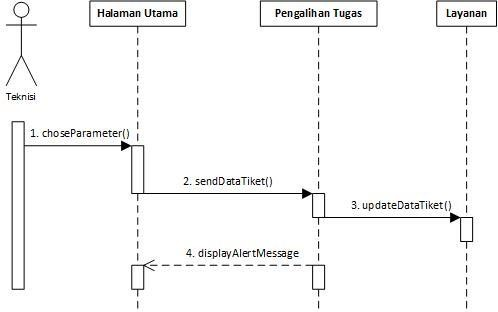 Halaman Utama
Pengalihan Tugas
Layanan
Teknisi
1. choseParameter()
2. sendDataTiket()
3. updateDataTiket()
4. displayAlertMessage